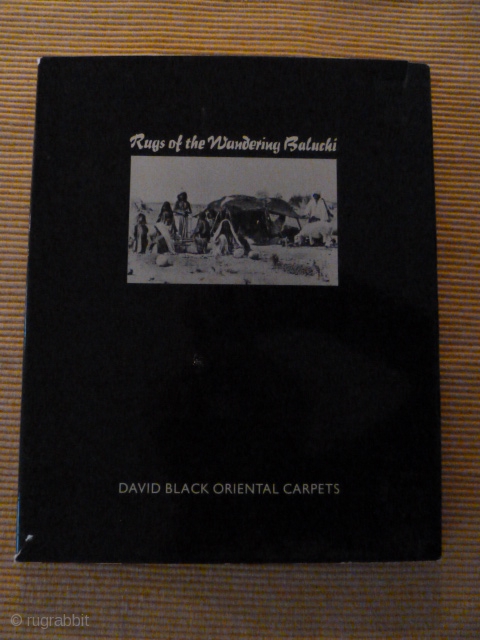 Rugs of the Wandering Baluchi
DAVID BLACK ORIENTAL CARPETS
© rugrabbit